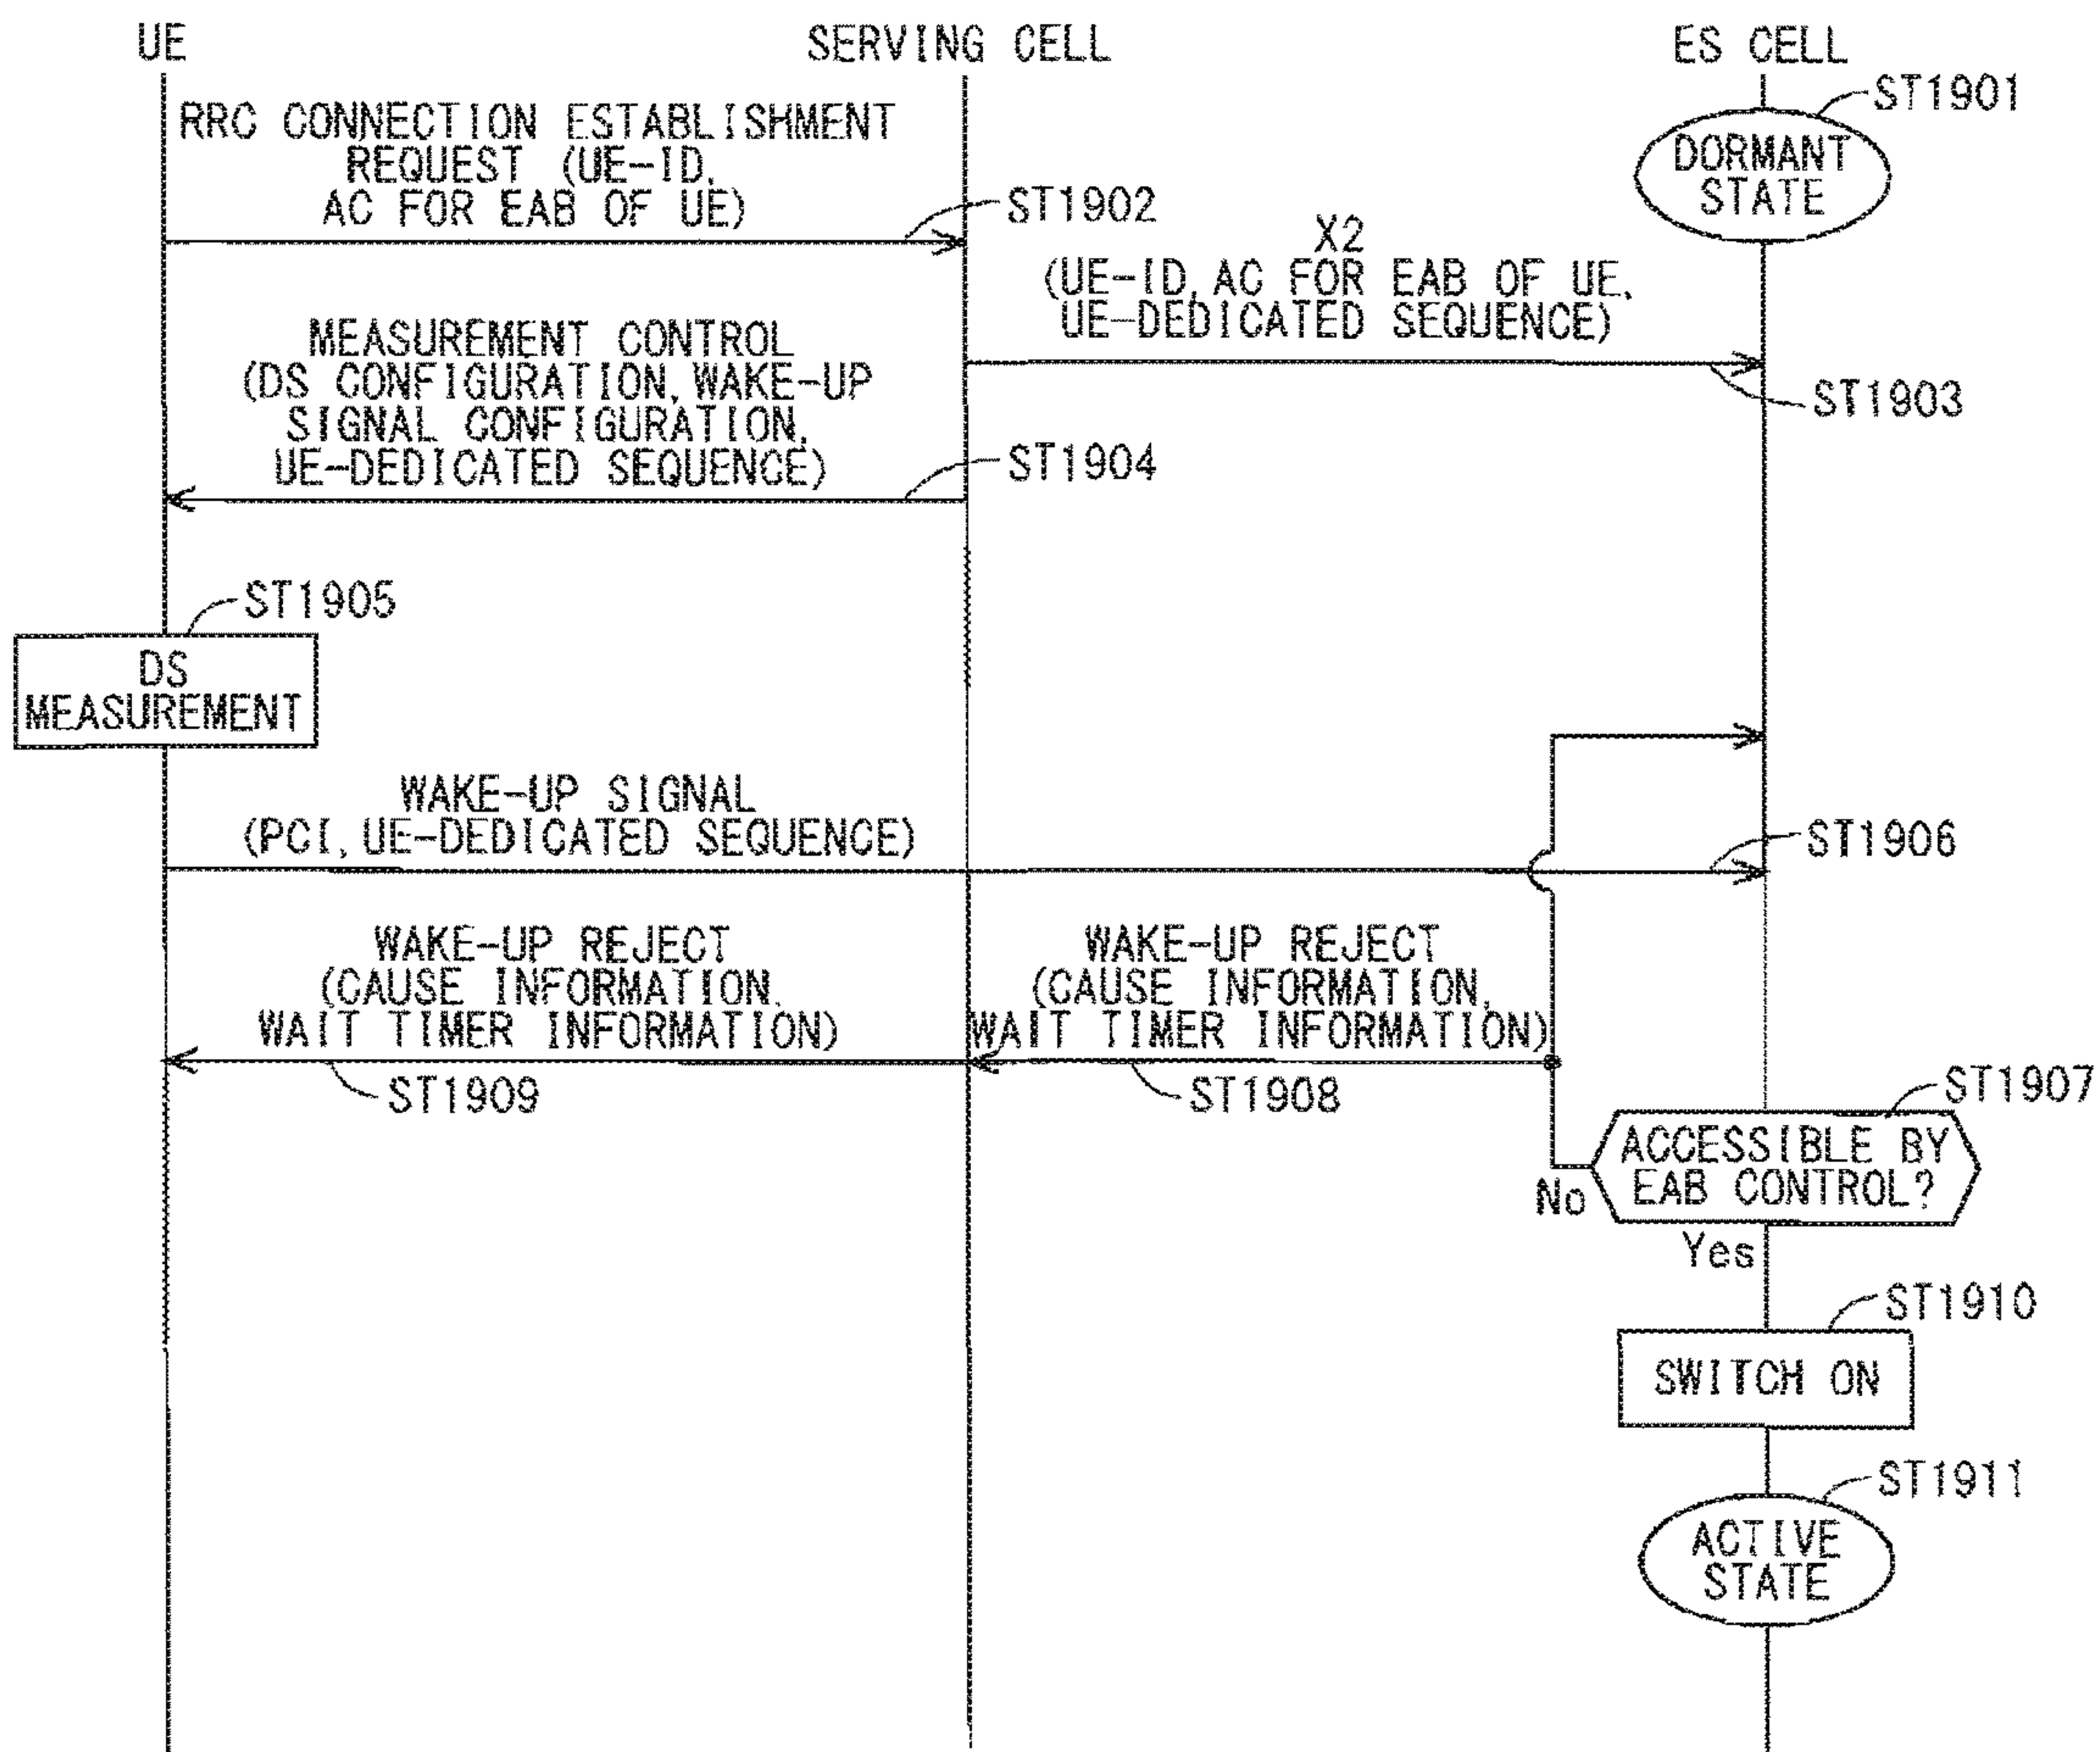 UE
SERVING CELL
ES CELL
ST1901
DORMANT
STATE
RRC CONNECTION ESTABLISHMENT
REQUEST (UE-ID,
AC FOR EAB OF UE)
ST1902
X2
(UE-ID, AC FOR EAB OF UE,
UE-DEDICATED SEQUENCE)
ST1903
MEASUREMENT CONTROL
(DS CONFIGURATION, WAKE-UP
SIGNAL CONFIGURATION,
UE-DEDICATED SEQUENCE)
ST1904
ST1905
DS
MEASUREMENT
WAKE-UP SIGNAL
(PCI, UE-DEDICATED SEQUENCE)
ST1906
WAKE-UP REJECT
(CAUSE INFORMATION,
WAIT TIMER INFORMATION)
ST1909
WAKE-UP REJECT
(CAUSE INFORMATION,
WAIT TIMER INFORMATION)
ST1908
ST1907
ACCESSIBLE BY
EAB CONTROL?
No
Yes
ST1910
SWITCH ON
ST1911
ACTIVE
STATE